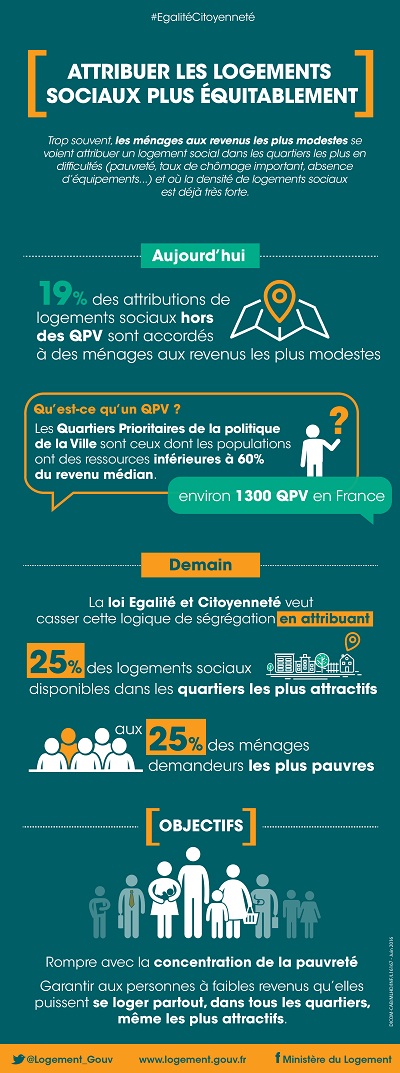 #EgalitéCitoyenneté
ATTRIBUER LES LOGEMENTS
SOCIAUX PLUS ÉQUITABLEMENT
Trop souvent, les ménages aux revenus les plus modestes se
voient attribuer un logement social dans les quartiers les plus en
difficultés (pauvreté, taux de chômage important, absence
d'équipements...) et où la densité de logements sociaux
est déjà très forte.
Aujourd'hui
19% des attributions de
logements sociaux hors
des QPV sont accordés
à des ménages aux revenus les plus modestes
Qu'est-ce qu'un QPV ?
Les Quartiers Prioritaires de la politique
de la Ville sont ceux dont les populations
ont des ressources inférieures à 60%
du revenu médian.
?
environ 1300 QPV en France
Demain
La loi Egalité et Citoyenneté veut
casser cette logique de ségrégation en attribuant
25% des logements sociaux
disponibles dans les quartiers les plus attractifs
aux 25% des ménages
demandeurs les plus pauvres
OBJECTIFS
Rompre avec la concentration de la pauvreté
Garantir aux personnes à faibles revenus qu'elles
puissent se loger partout, dans tous les quartiers,
même les plus attractifs.
@Logement_Gouv www.logement.gouv.fr Ministère du Logement